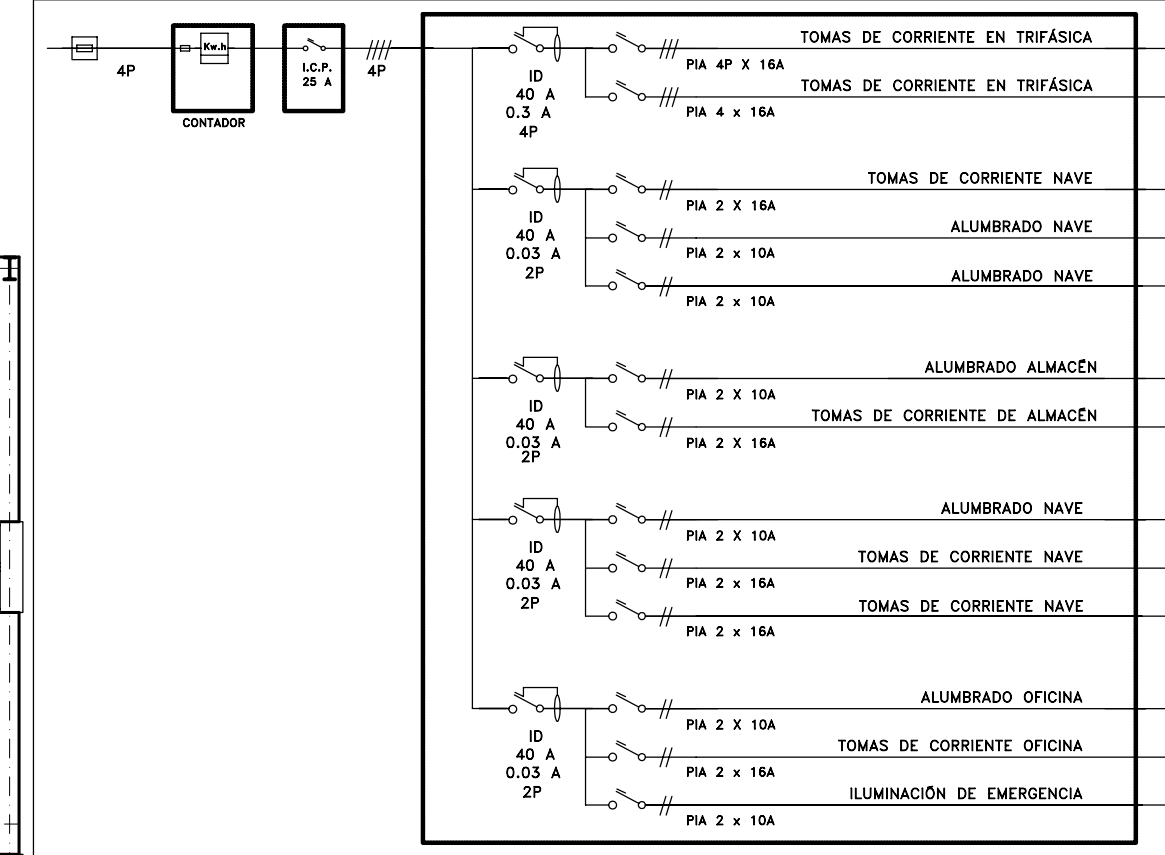 4P
Kw.h
CONTADOR
I.C.P.
25 A
4P
ID
40 A
0.3 A
4P
TOMAS DE CORRIENTE EN TRIFÁSICA
PIA 4P X 16A
TOMAS DE CORRIENTE EN TRIFÁSICA
PIA 4 x 16A
ID
40 A
0.03 A
2P
TOMAS DE CORRIENTE NAVE
PIA 2 X 16A
ALUMBRADO NAVE
PIA 2 x 10A
ALUMBRADO NAVE
PIA 2 x 10A
ID
40 A
0.03 A
2P
ALUMBRADO ALMACÉN
PIA 2 X 10A
TOMAS DE CORRIENTE DE ALMACÉN
PIA 2 X 16A
ID
40 A
0.03 A
2P
ALUMBRADO NAVE
PIA 2 X 10A
TOMAS DE CORRIENTE NAVE
PIA 2 x 16A
TOMAS DE CORRIENTE NAVE
PIA 2 x 16A
ID
40 A
0.03 A
2P
ALUMBRADO OFICINA
PIA 2 X 10A
TOMAS DE CORRIENTE OFICINA
PIA 2 x 16A
ILUMINACIÓN DE EMERGENCIA
PIA 2 x 10A